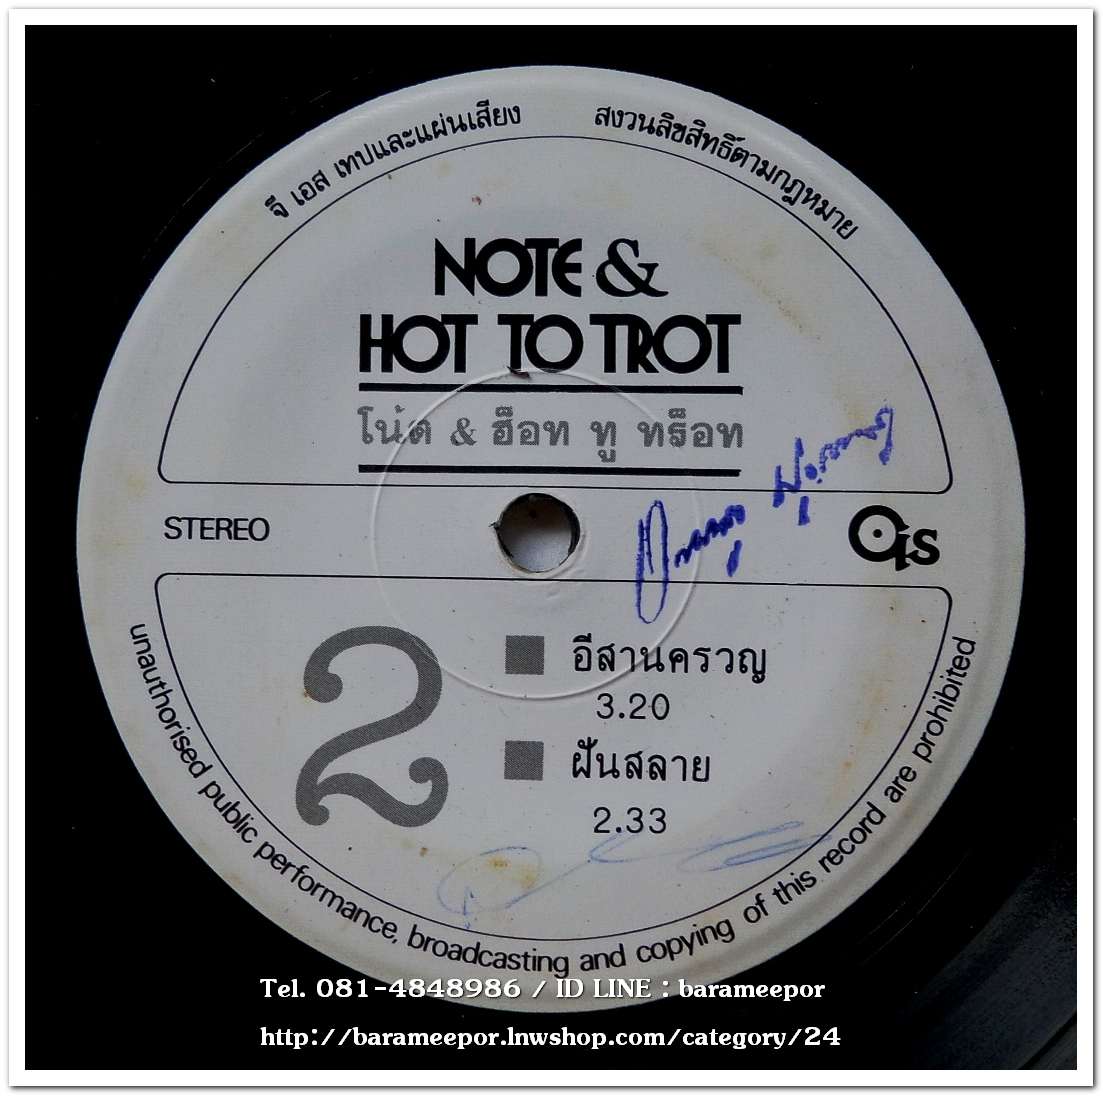 จี เอส เทปและแผ่นเสียง
สงวนลิขสิทธิ์ตามกฎหมาย
NOTE &
HOT TO TROT
โน้ต & ฮ็อท ทู ทร็อท
STEREO
GS
2
อีสานครวญ
3.20
ฝันสลาย
2.33
unauthorised public performance, broadcasting and copying of this record are prohibited
Tel. 081-4848986 / ID LINE : barameepor
http://barameepor.lnwshop.com/category/24